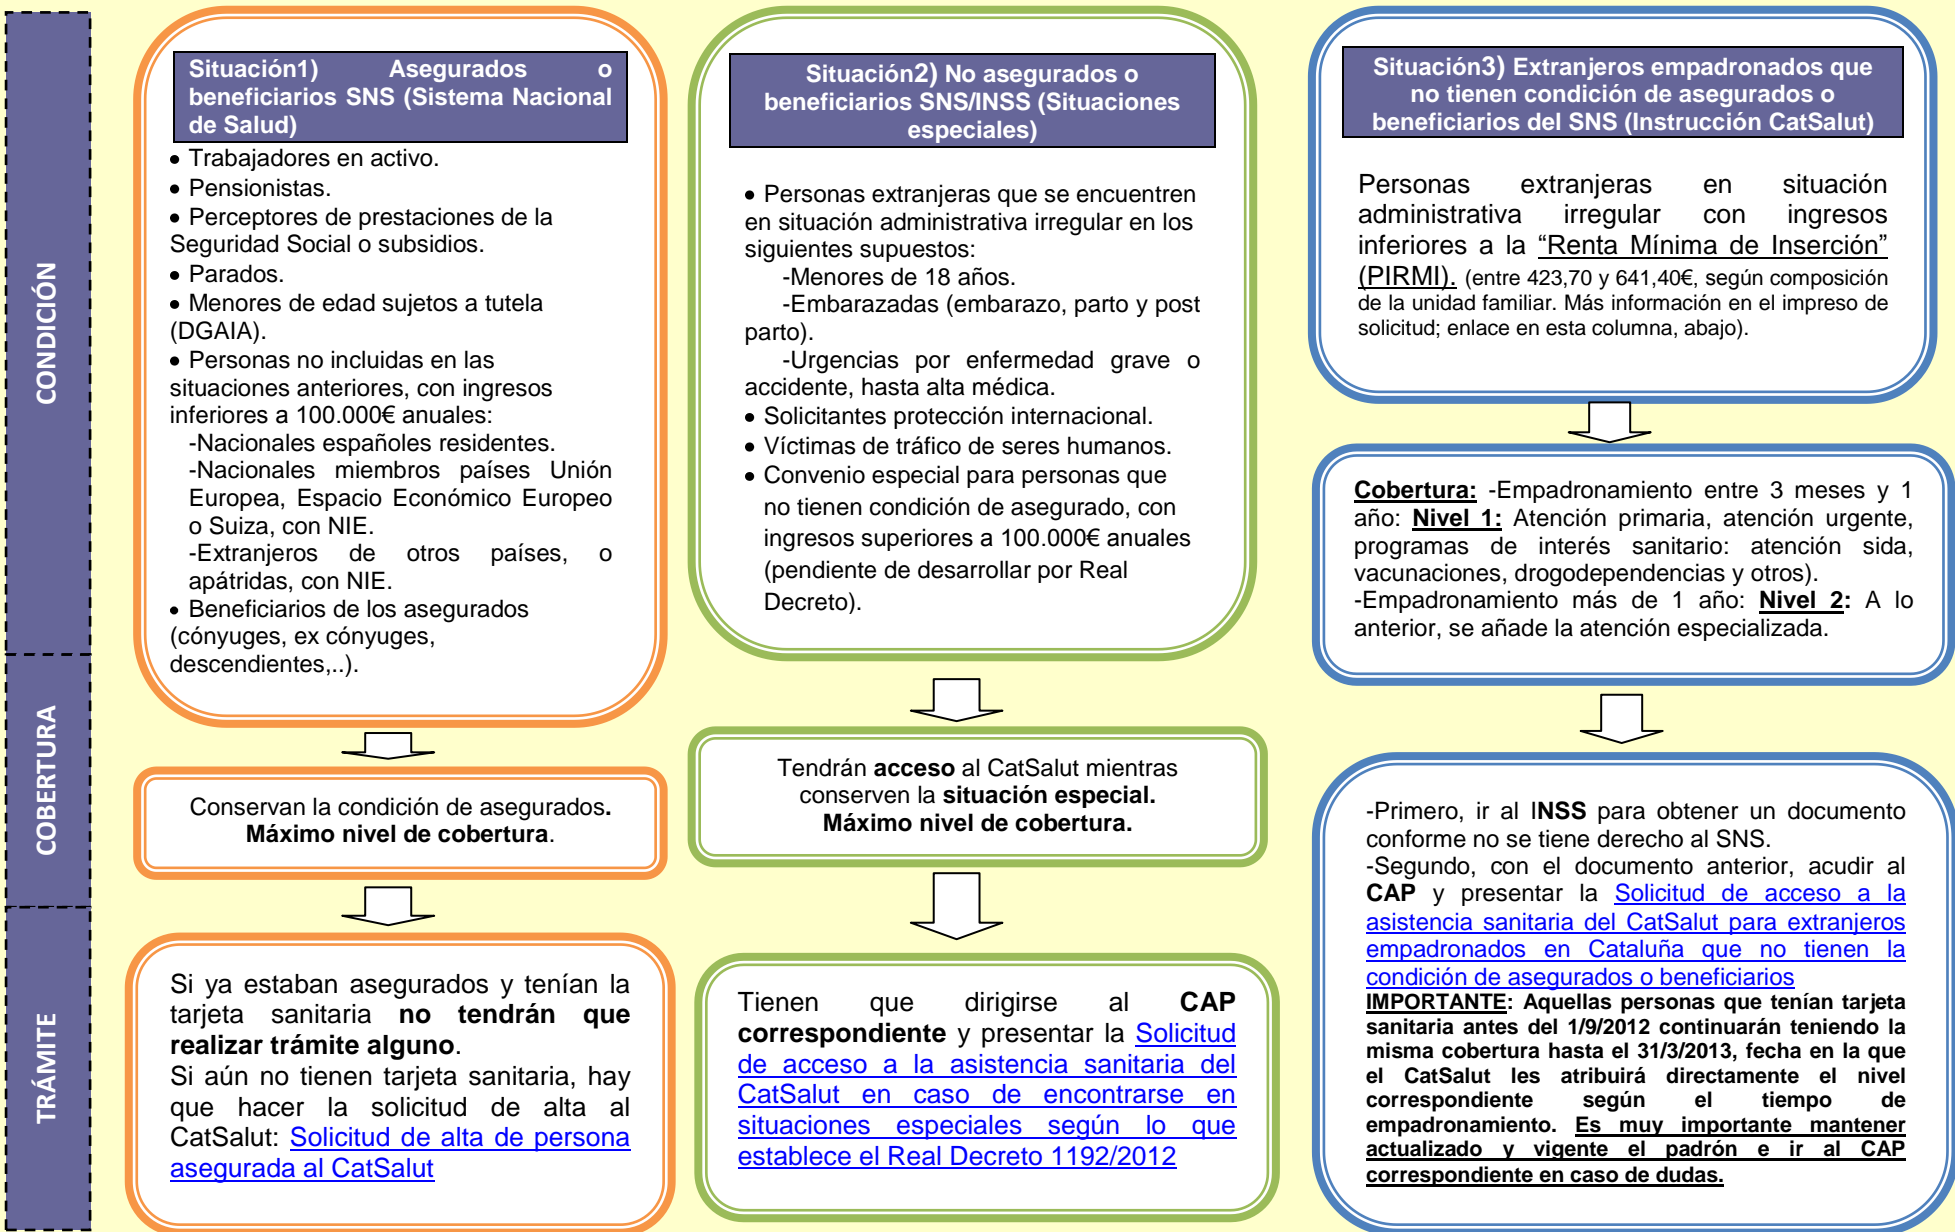 CONDICIÓN
COBERTURA
TRÁMITE
Situación1) Asegurados o
beneficiarios SNS (Sistema Nacional
de Salud)
• Trabajadores en activo.
• Pensionistas.
• Perceptores de prestaciones de la
Seguridad Social o subsidios.
• Parados.
• Menores de edad sujetos a tutela
(DGAIA).
• Personas no incluidas en las
situaciones anteriores, con ingresos
inferiores a 100.000€ anuales:
-Nacionales españoles residentes.
-Nacionales miembros países Unión
Europea, Espacio Económico Europeo
o Suiza, con NIE.
-Extranjeros de otros países, o
apátridas, con NIE.
• Beneficiarios de los asegurados
(cónyuges, ex cónyuges,
descendientes,..).
Conservan la condición de asegurados.
Máximo nivel de cobertura.
Si ya estaban asegurados y tenían la
tarjeta sanitaria no tendrán que
realizar trámite alguno.
Si aún no tienen tarjeta sanitaria, hay
que hacer la solicitud de alta al
CatSalut: Solicitud de alta de persona
asegurada al CatSalut
Situación2) No asegurados o
beneficiarios SNS/INSS (Situaciones
especiales)
• Personas extranjeras que se encuentren
en situación administrativa irregular en los
siguientes supuestos:
-Menores de 18 años.
-Embarazadas (embarazo, parto y post
parto).
-Urgencias por enfermedad grave o
accidente, hasta alta médica.
• Solicitantes protección internacional.
• Víctimas de tráfico de seres humanos.
• Convenio especial para personas que
no tienen condición de asegurado, con
ingresos superiores a 100.000€ anuales
(pendiente de desarrollar por Real
Decreto).
Tendrán acceso al CatSalut mientras
conserven la situación especial.
Máximo nivel de cobertura.
Tienen que dirigirse al CAP
correspondiente y presentar la Solicitud
de acceso a la asistencia sanitaria del
CatSalut en caso de encontrarse en
situaciones especiales según lo que
establece el Real Decreto 1192/2012
Situación3) Extranjeros empadronados que
no tienen condición de asegurados o
beneficiarios del SNS (Instrucción CatSalut)
Personas extranjeras en situación
administrativa irregular con ingresos
inferiores a la “Renta Mínima de Inserción”
(PIRMI). (entre 423,70 y 641,40€, según composición
de la unidad familiar. Más información en el impreso de
solicitud; enlace en esta columna, abajo).
Cobertura: -Empadronamiento entre 3 meses y 1
año: Nivel 1: Atención primaria, atención urgente,
programas de interés sanitario: atención sida,
vacunaciones, drogodependencias y otros).
-Empadronamiento más de 1 año: Nivel 2: A lo
anterior, se añade la atención especializada.
-Primero, ir al INSS para obtener un documento
conforme no se tiene derecho al SNS.
-Segundo, con el documento anterior, acudir al
CAP y presentar la Solicitud de acceso a la
asistencia sanitaria del CatSalut para extranjeros
empadronados en Cataluña que no tienen la
condición de asegurados o beneficiarios
IMPORTANTE: Aquellas personas que tenían tarjeta
sanitaria antes del 1/9/2012 continuarán teniendo la
misma cobertura hasta el 31/3/2013, fecha en la que
el CatSalut les atribuirá directamente el nivel
correspondiente según el tiempo de
empadronamiento. Es muy importante mantener
actualizado y vigente el padrón e ir al CAP
correspondiente en caso de dudas.